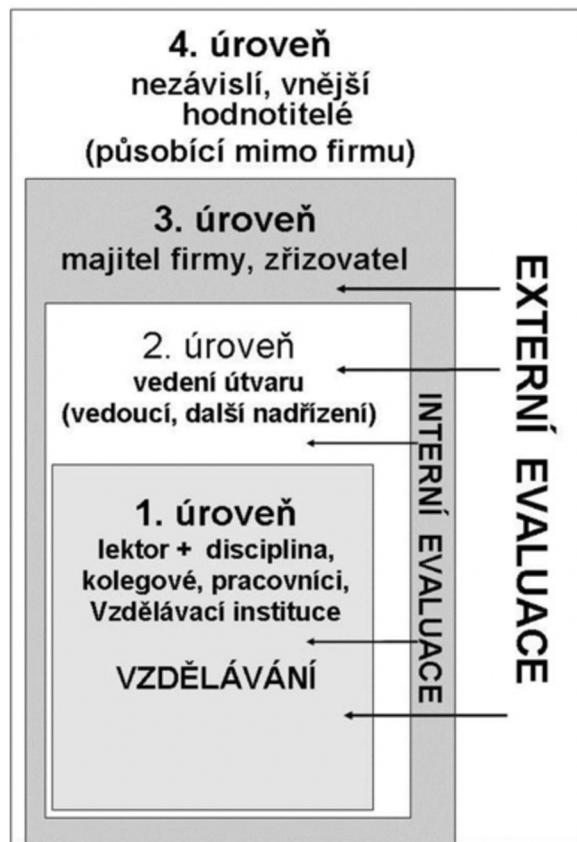 4. úroveň
nezávislí, vnější
hodnotitelé
(působící mimo firmu)
3. úroveň
majitel firmy, zřizovatel
2. úroveň
vedení útvaru
(vedoucí, další nadřízení)
1. úroveň
lektor + disciplina,
kolegové, pracovníci,
Vzdělávací instituce
VZDĚLÁVÁNÍ
INTERNÍ EVALUACE
EXTERNÍ EVALUACE